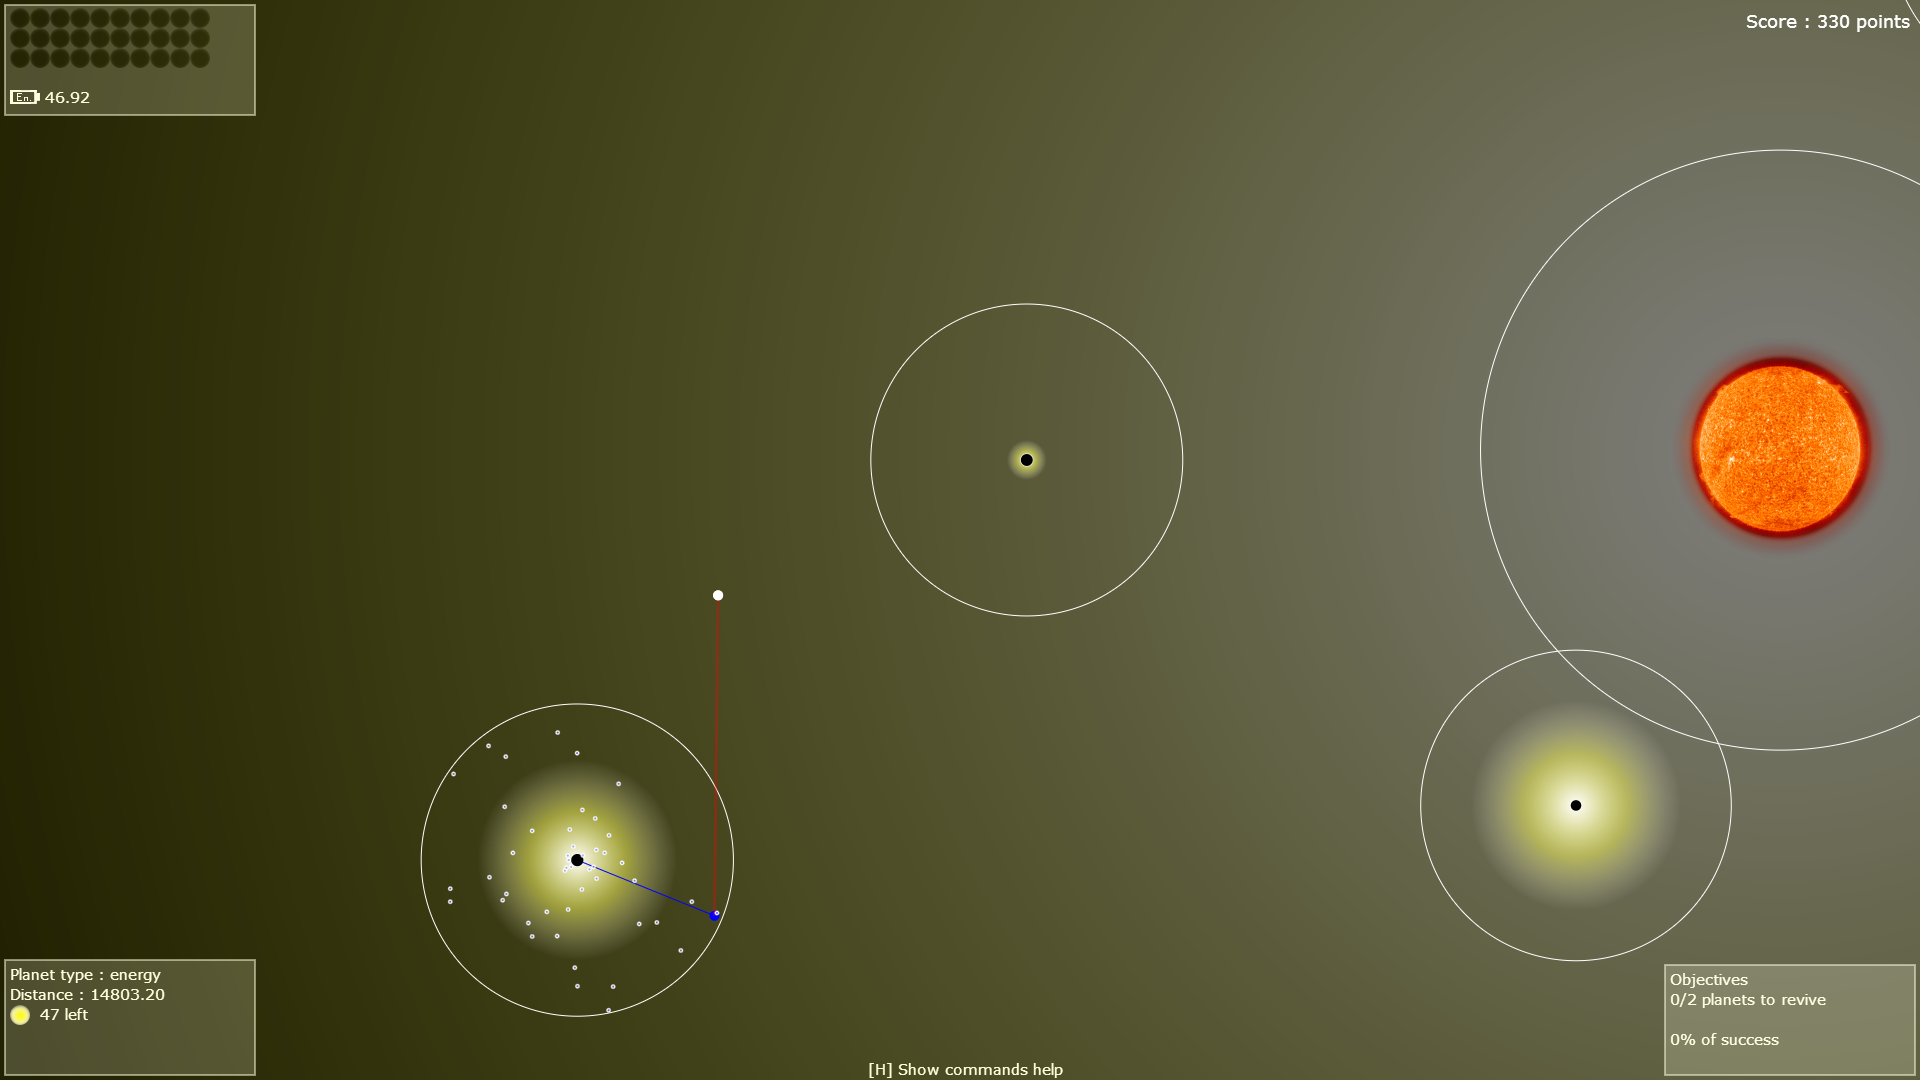 Score : 330 points
En. 46.92
Planet type : energy
Distance : 14803.20
47 left
Objectives
0/2 planets to revive
0% of success
[H] Show commands help